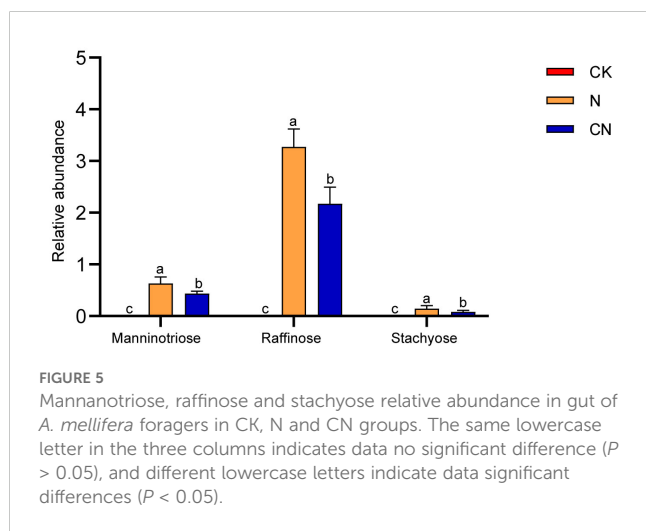 5
4
3
2
1
0
Relative abundance
c
a
b
c
a
b
c
a
b
Manninotriose
Raffinose
Stachyose
CK
N
CN
FIGURE 5
Mannanotriose, raffinose and stachyose relative abundance in gut of
A. mellifera foragers in CK, N and CN groups. The same lowercase
letter in the three columns indicates data no significant difference (P
> 0.05), and different lowercase letters indicate data significant
differences (P < 0.05).